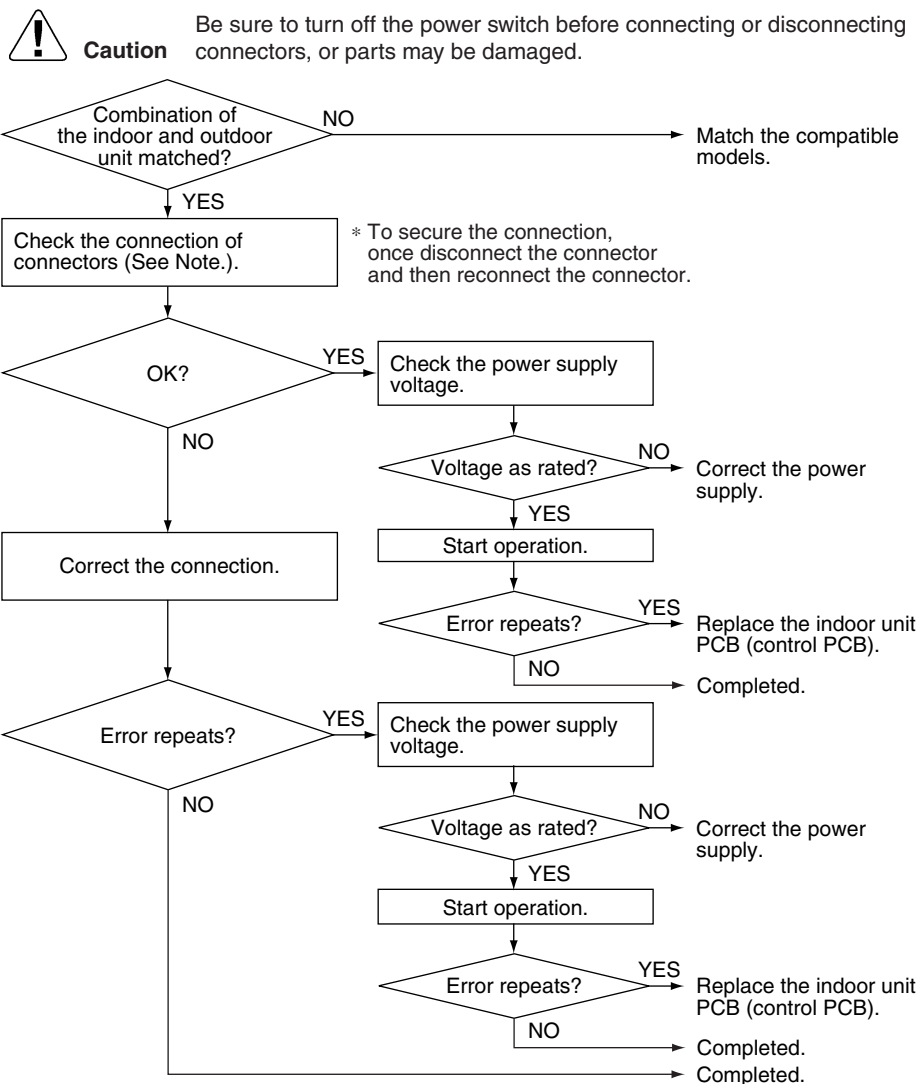 Be sure to turn off the power switch before connecting or disconnecting
Caution connectors, or parts may be damaged.
Combination of
the indoor and outdoor
unit matched?
NO
Match the compatible
models.
YES
Check the connection of
connectors (See Note.).
* To secure the connection,
once disconnect the connector
and then reconnect the connector.
OK?
YES
Check the power supply
voltage.
NO
Voltage as rated?
NO
Correct the power
supply.
YES
Start operation.
Correct the connection.
Error repeats?
YES
Replace the indoor unit
PCB (control PCB).
NO
Completed.
Error repeats?
YES
Check the power supply
voltage.
NO
Voltage as rated?
NO
Correct the power
supply.
YES
Start operation.
Error repeats?
YES
Replace the indoor unit
PCB (control PCB).
NO
Completed.
Completed.